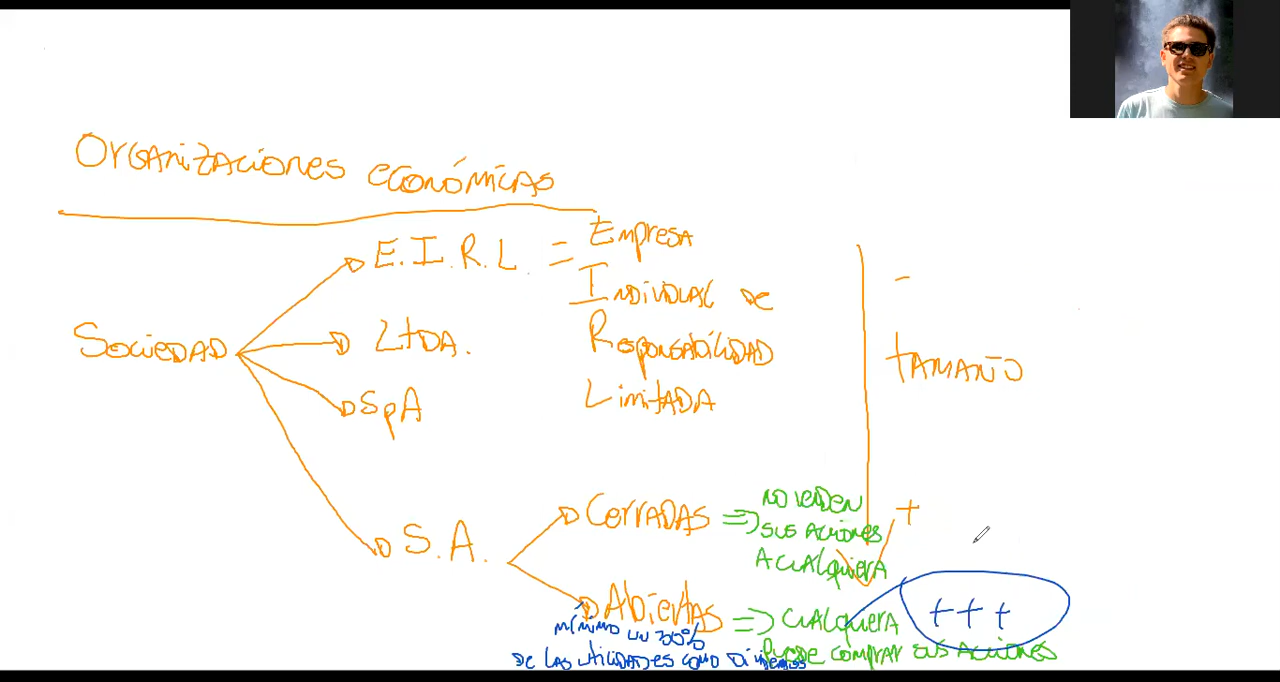 Organizaciones económicas
E.I.R.L. = Empresa
Individual de
Responsabilidad
Limitada
Sociedad
Ltda.
SpA
-
tamaño
+
S.A.
Cerradas => no venden
sus acciones
a cualquiera
Abiertas => cualquiera
puede comprar sus acciones
+++
mínimo un 30%
de las utilidades como